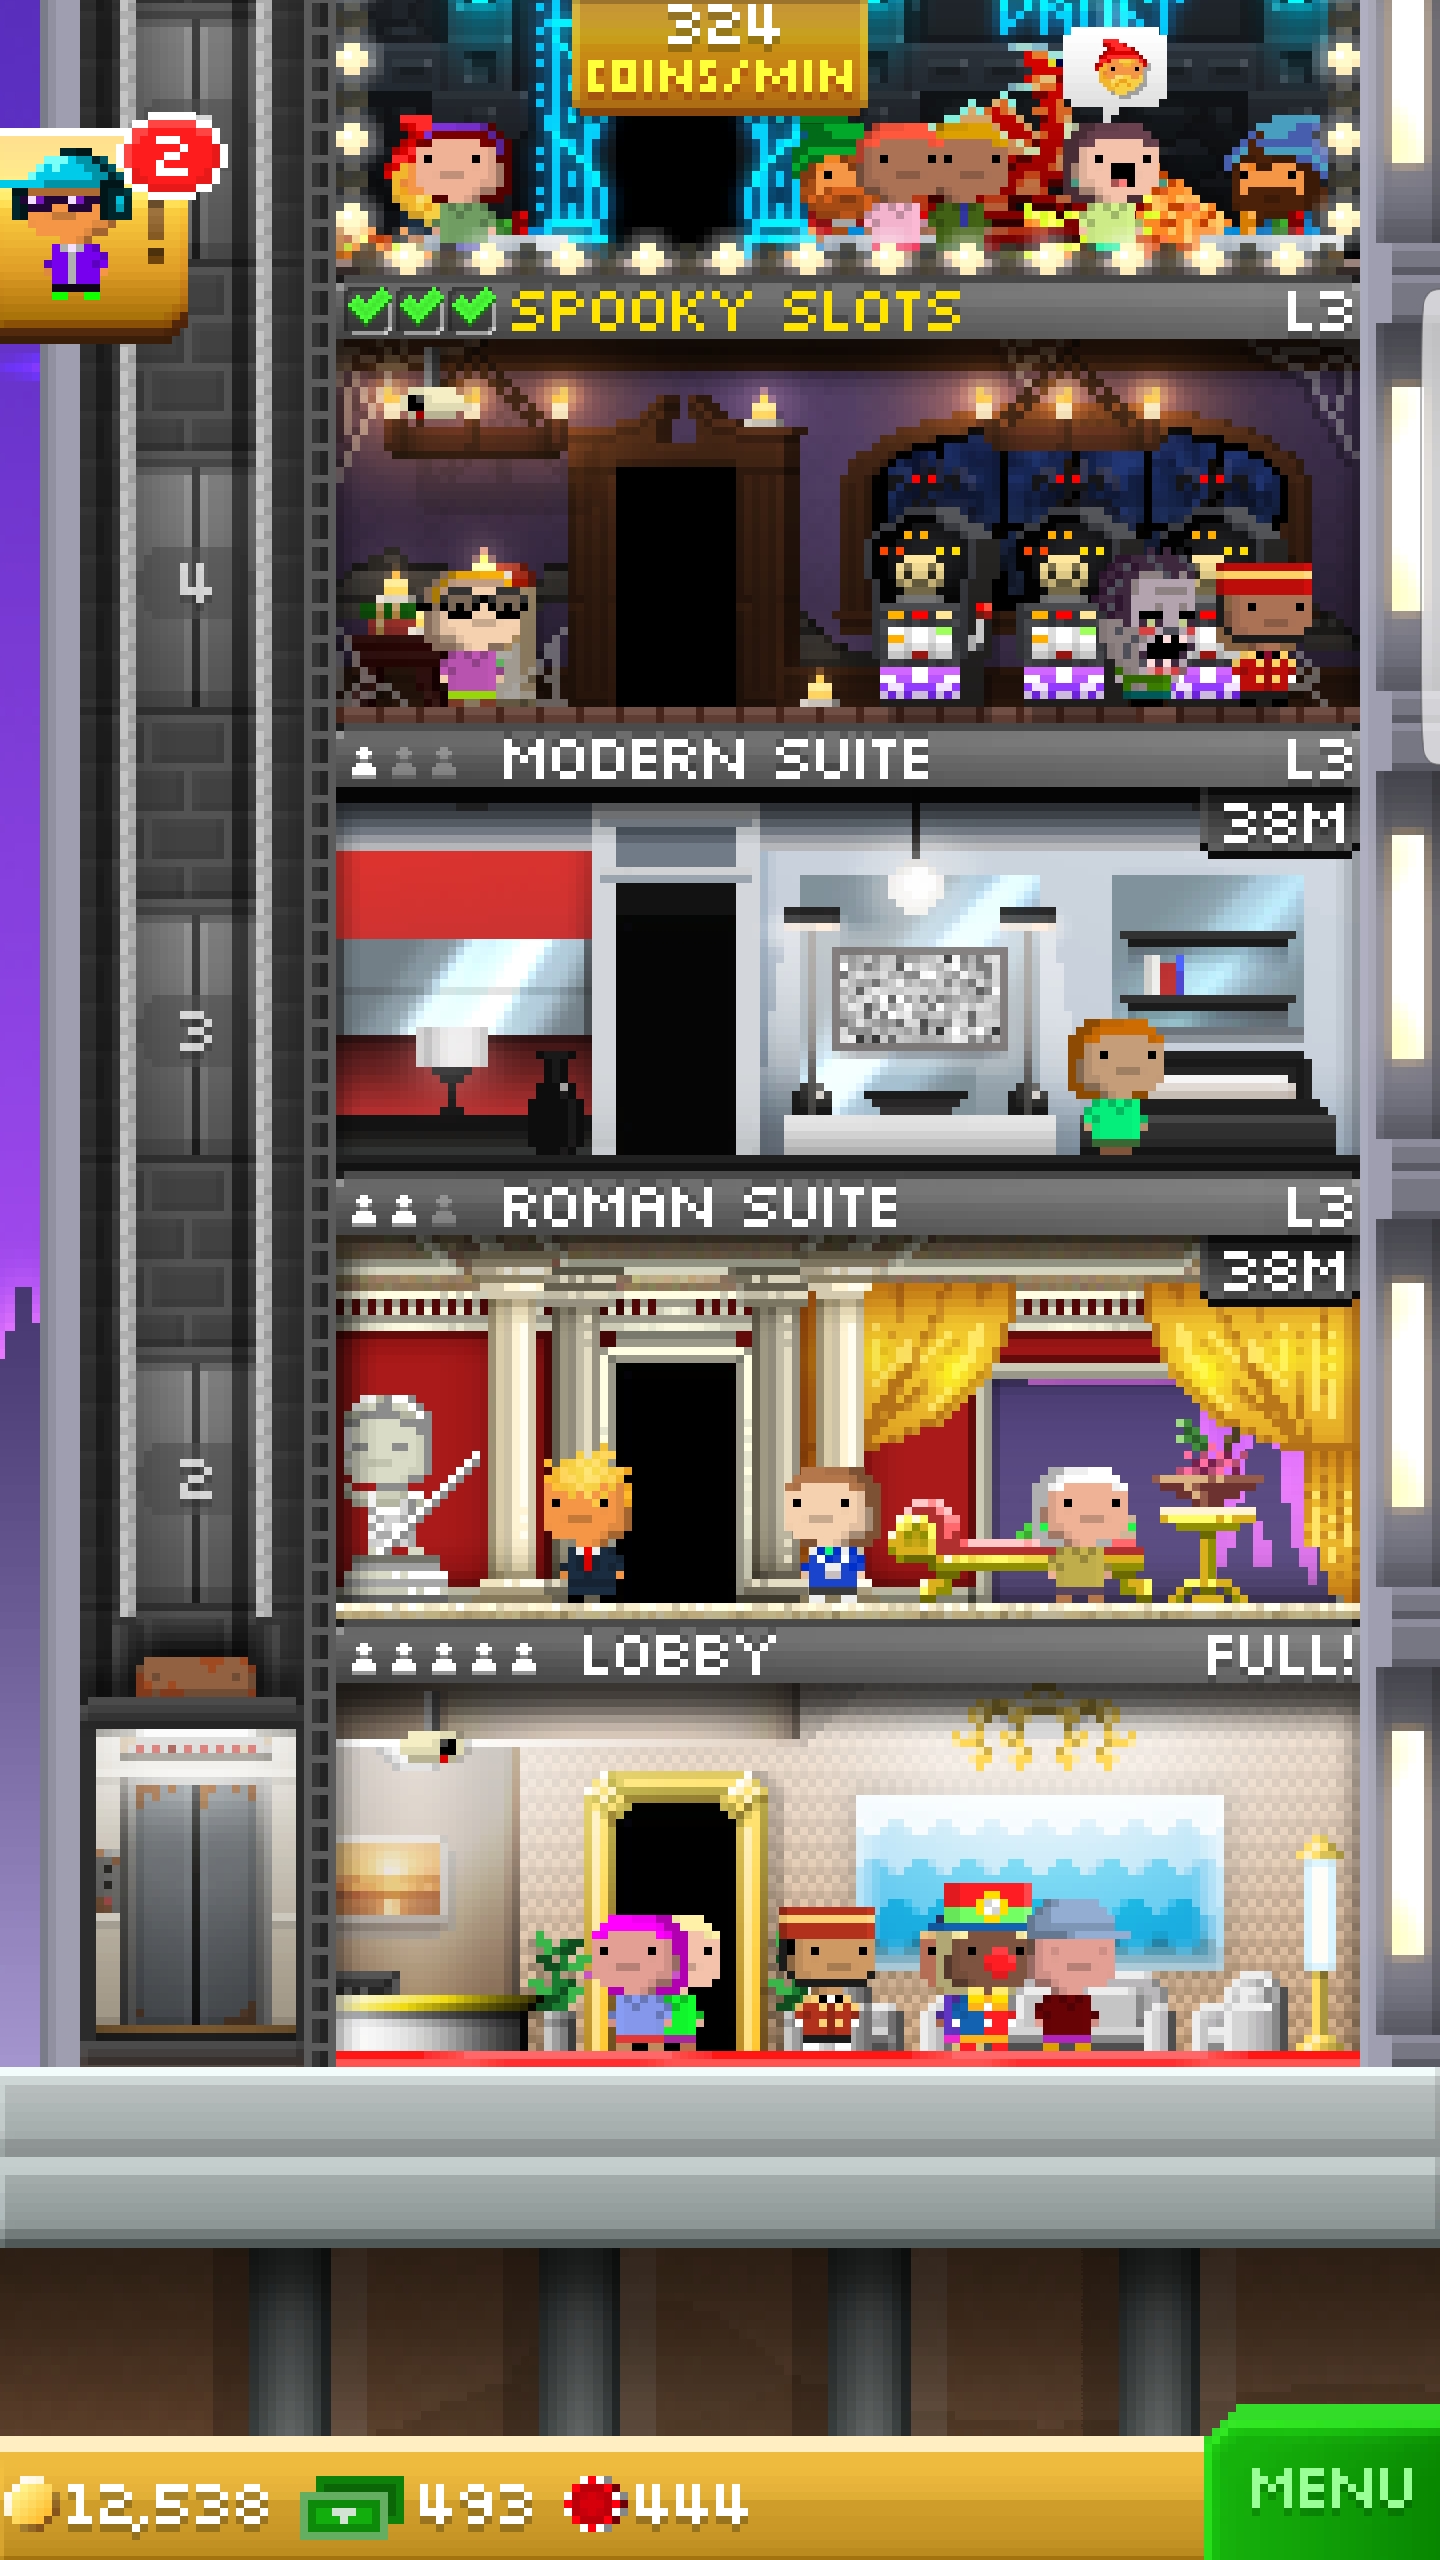 324
COINS/MIN
2
SPOOKY SLOTS L3
4
MODERN SUITE L3
38M
3
ROMAN SUITE L3
38M
2
LOBBY FULL!
12,538 493 444
MENU